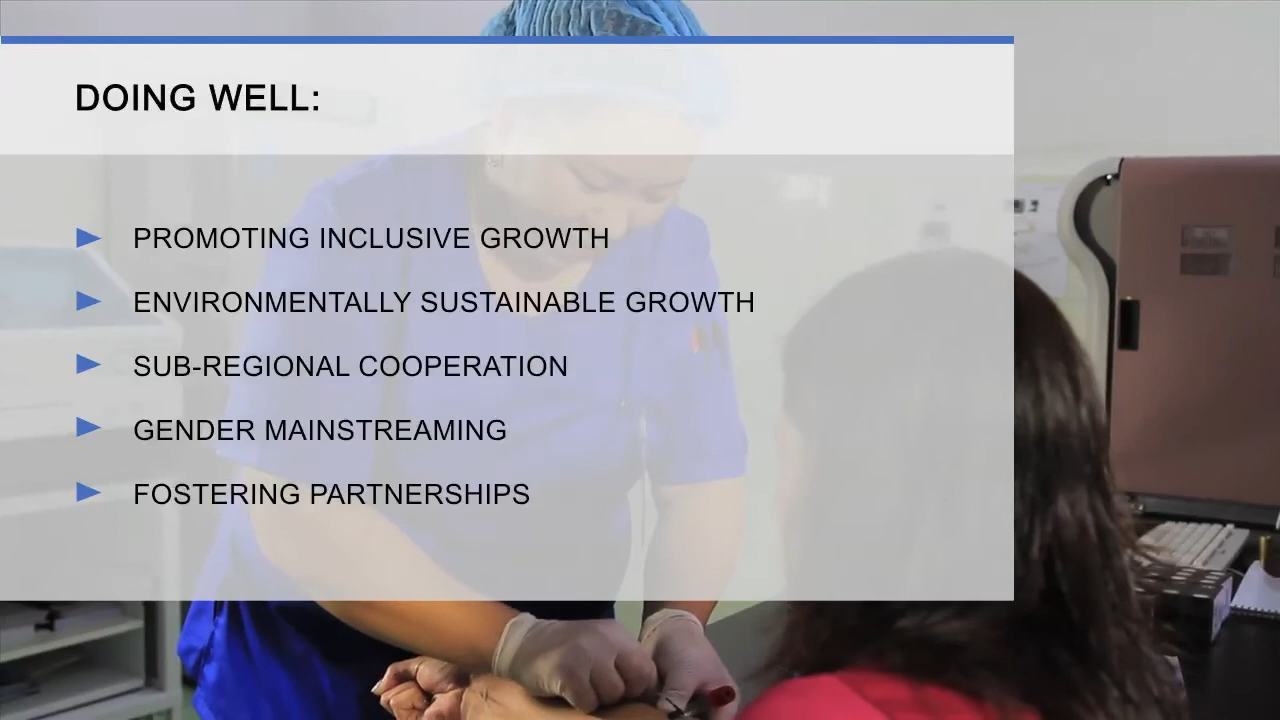 DOING WELL:
PROMOTING INCLUSIVE GROWTH
ENVIRONMENTALLY SUSTAINABLE GROWTH
SUB-REGIONAL COOPERATION
GENDER MAINSTREAMING
FOSTERING PARTNERSHIPS